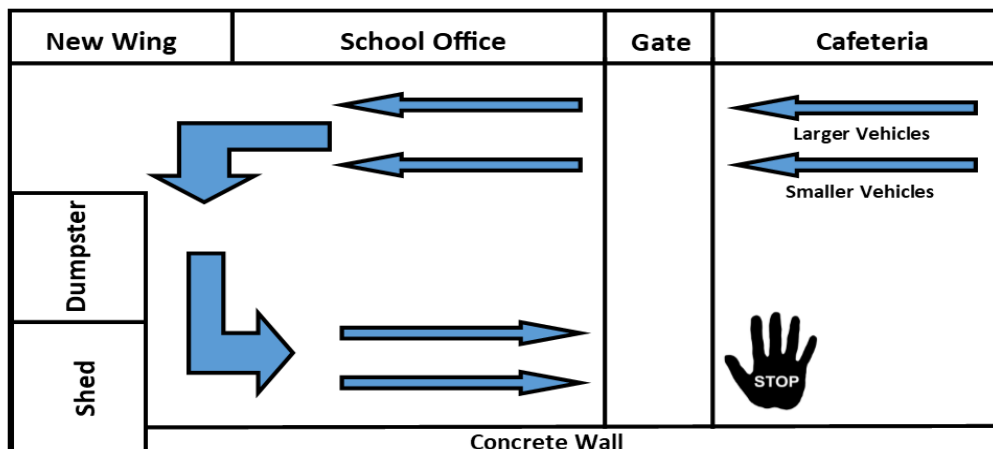 New Wing
School Office
Gate
Cafeteria
Larger Vehicles
Smaller Vehicles
Dumpster
Shed
STOP
Concrete Wall